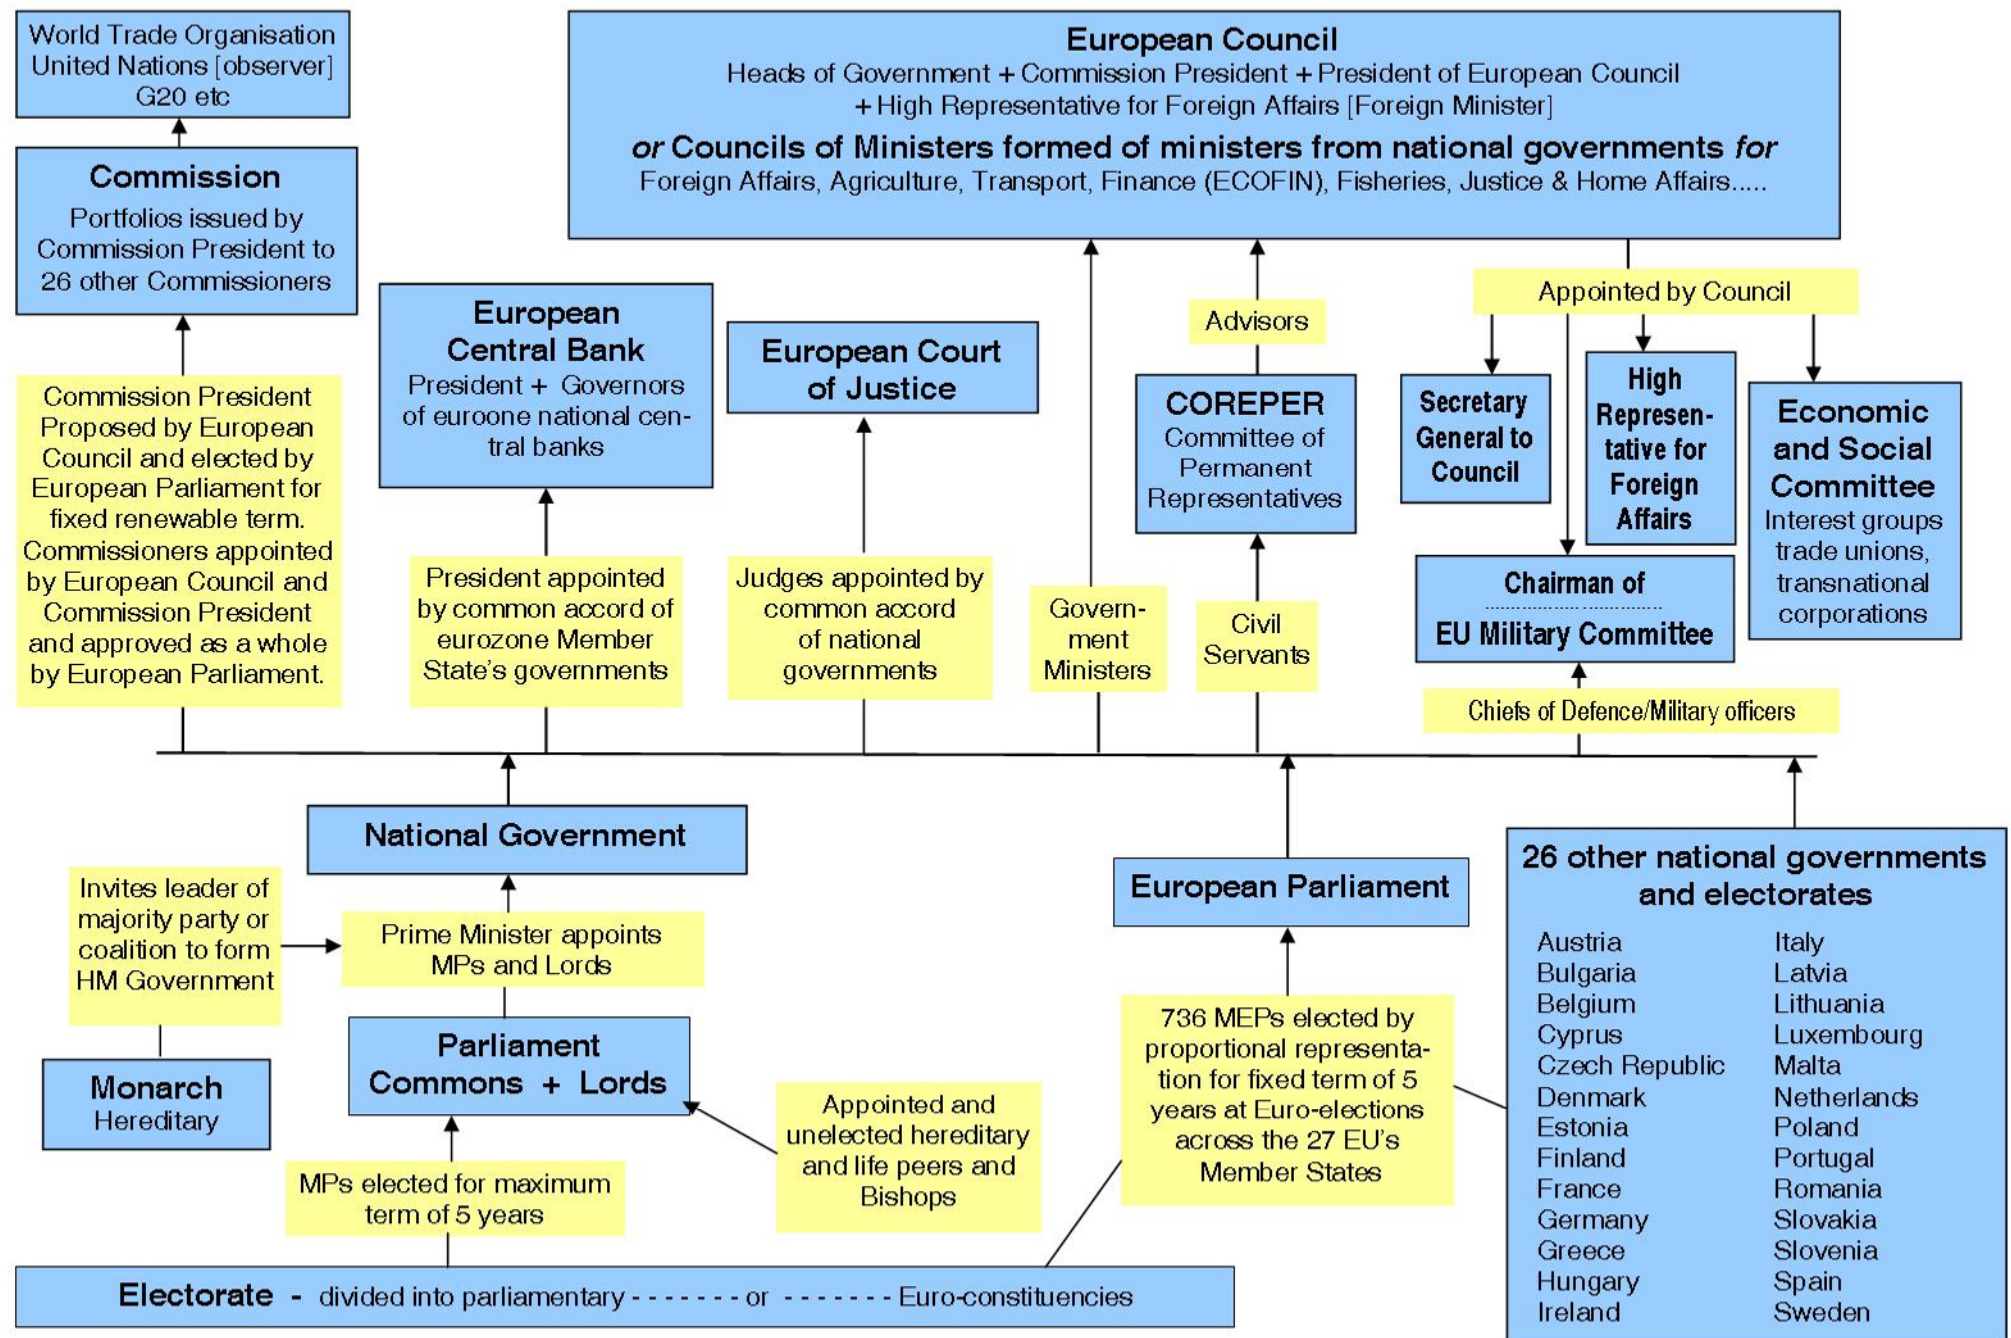 World Trade Organisation
United Nations [observer]
G20 etc
European Council
Heads of Government + Commission President + President of European Council
+ High Representative for Foreign Affairs [Foreign Minister]
or Councils of Ministers formed of ministers from national governments for
Foreign Affairs, Agriculture, Transport, Finance (ECOFIN), Fisheries, Justice & Home Affairs.....
Commission
Portfolios issued by
Commission President to
26 other Commissioners
European
Central Bank
President + Governors
of euroone national cen-
tral banks
European Court
of Justice
Advisors
COREPER
Committee of
Permanent
Representatives
Appointed by Council
Secretary
General to
Council
High
Represen-
tative for
Foreign
Affairs
Economic
and Social
Committee
Interest groups
trade unions,
transnational
corporations
Chairman of
EU Military Committee
Commission President
Proposed by European
Council and elected by
European Parliament for
fixed renewable term.
Commissioners appointed
by European Council and
Commission President
and approved as a whole
by European Parliament.
President appointed
by common accord of
eurozone Member
State's governments
Judges appointed by
common accord
of national
governments
Govern-
ment
Ministers
Civil
Servants
Chiefs of Defence/Military officers
National Government
Invites leader of
majority party or
coalition to form
HM Government
Prime Minister appoints
MPs and Lords
Monarch
Hereditary
Parliament
Commons + Lords
Appointed and
unelected hereditary
and life peers and
Bishops
MPs elected for maximum
term of 5 years
European Parliament
736 MEPs elected by
proportional representa-
tion for fixed term of 5
years at Euro-elections
across the 27 EU's
Member States
26 other national governments
and electorates
Austria
Bulgaria
Belgium
Cyprus
Czech Republic
Denmark
Estonia
Finland
France
Germany
Greece
Hungary
Ireland
Italy
Latvia
Lithuania
Luxembourg
Malta
Netherlands
Poland
Portugal
Romania
Slovakia
Slovenia
Spain
Sweden
Electorate - divided into parliamentary - - - - - - - or - - - - - - - Euro-constituencies